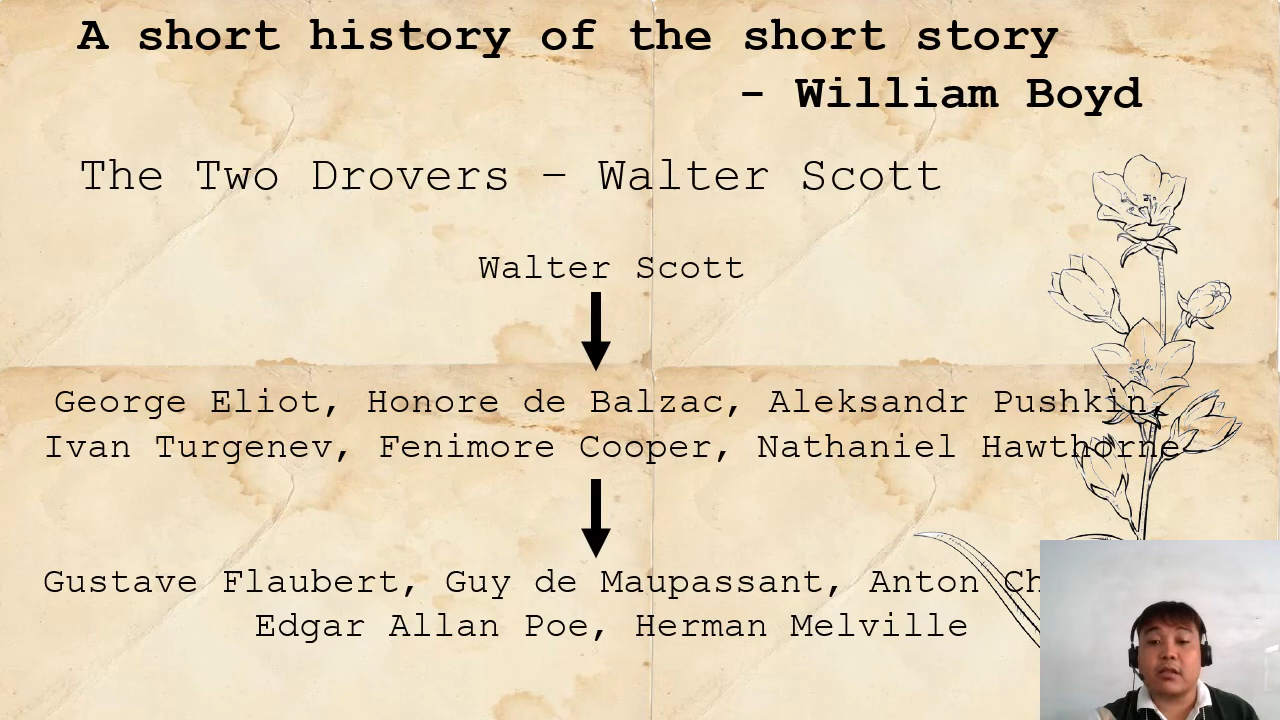 A short history of the short story
- William Boyd
The Two Drovers – Walter Scott
Walter Scott
George Eliot, Honore de Balzac, Aleksandr Pushkin,
Ivan Turgenev, Fenimore Cooper, Nathaniel Hawthorne
Gustave Flaubert, Guy de Maupassant, Anton
Edgar Allan Poe, Herman Melville